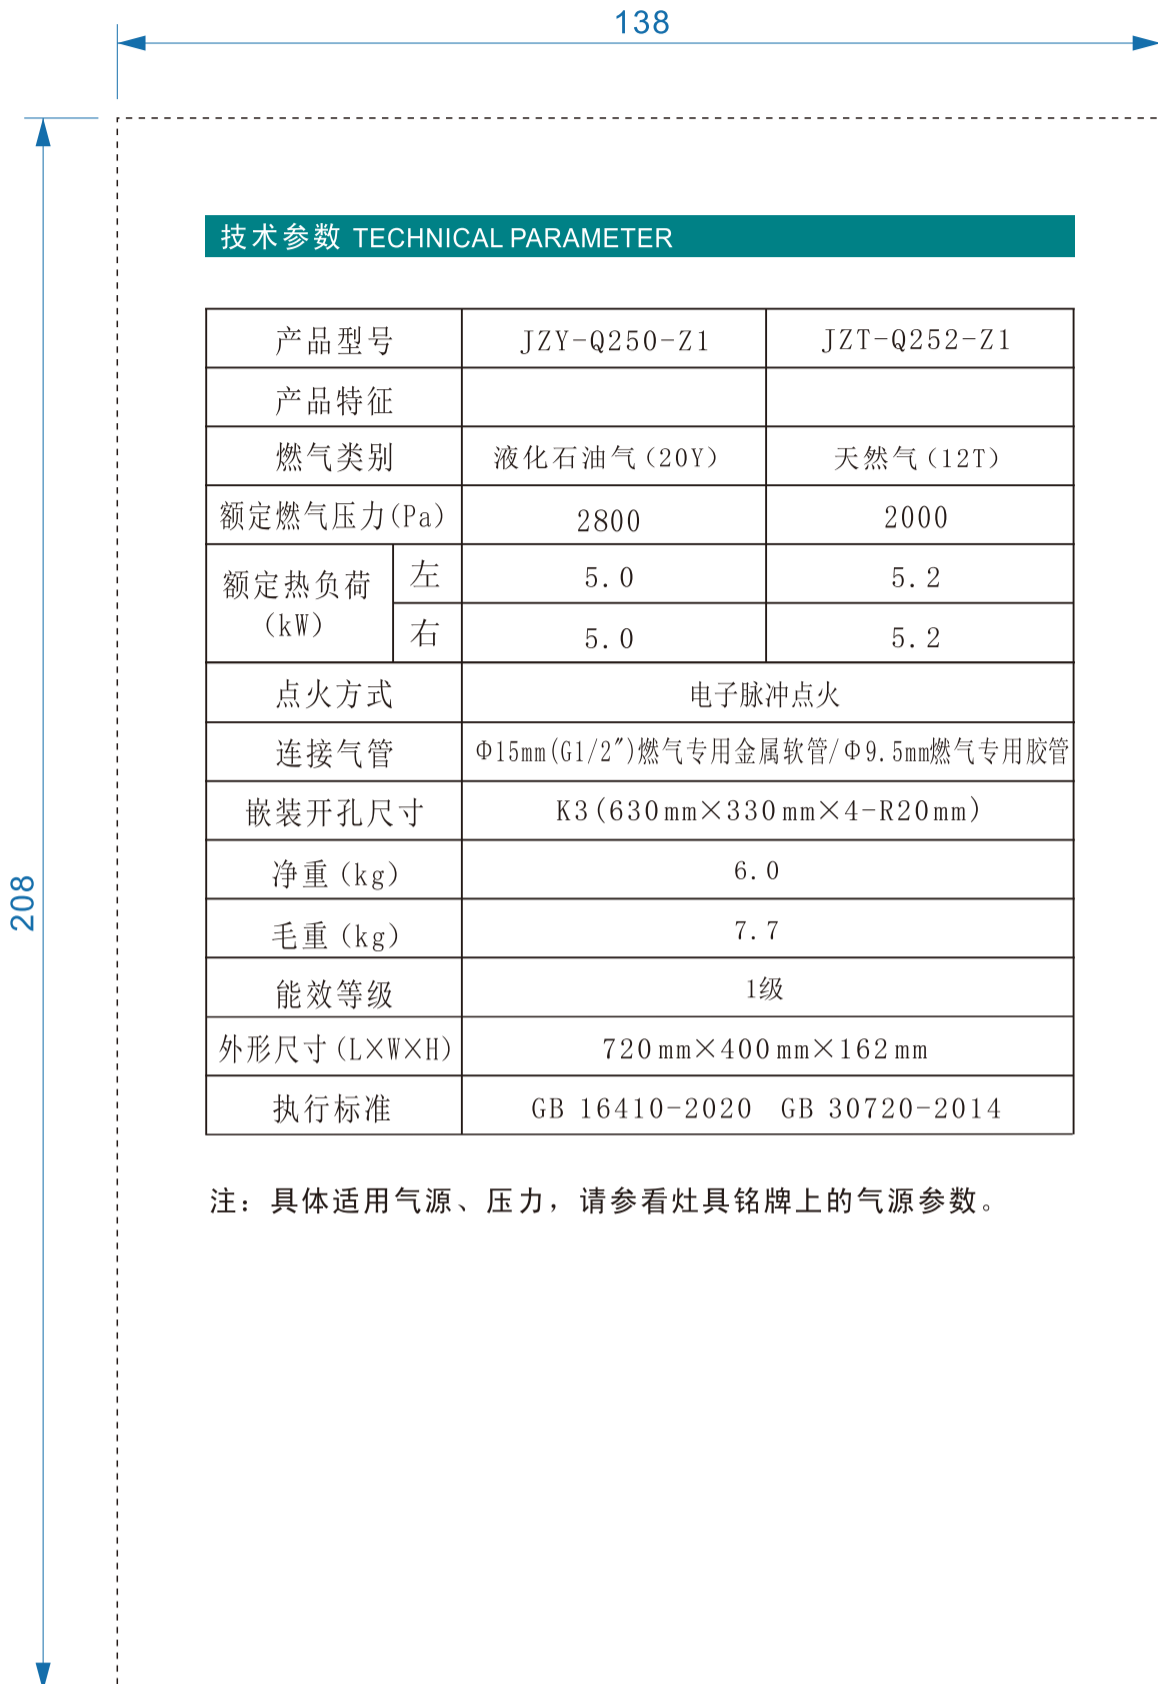 138
208
技术参数 TECHNICAL PARAMETER
产品型号 JZY-Q250-Z1 JZT-Q252-Z1
产品特征
燃气类别 液化石油气(20Y) 天然气(12T)
额定燃气压力(Pa) 2800 2000
额定热负荷(kW) 左 5.0 5.2
右 5.0 5.2
点火方式 电子脉冲点火
连接气管 Φ15mm(G1/2″)燃气专用金属软管/Φ9.5mm燃气专用胶管
嵌装开孔尺寸 K3(630mm×330mm×4-R20mm)
净重(kg) 6.0
毛重(kg) 7.7
能效等级 1级
外形尺寸(L×W×H) 720mm×400mm×162mm
执行标准 GB 16410-2020 GB 30720-2014
注：具体适用气源、压力，请参看灶具铭牌上的气源参数。